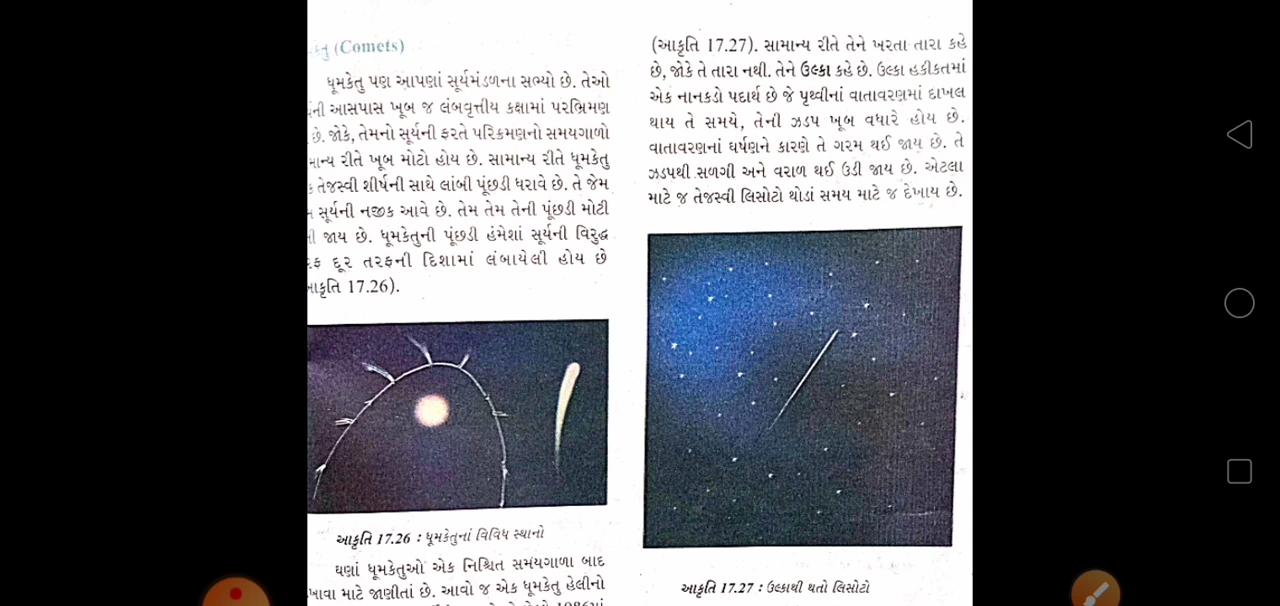 (Comets)
ધૂમકેતુ પણ આપણાં સૂર્યમંડળના સભ્યો છે. તેઓ
આસપાસ ખૂબ જ લંબવૃત્તીય કક્ષામાં પરભ્રિમણ
છે. જોકે, તેમનો સૂર્યની ફરતે પરિક્રમણનો સમયગાળો
રીતે ખૂબ મોટો હોય છે. સામાન્ય રીતે ધૂમકેતુ
તેજસ્વી શીર્ષની સાથે લાંબી પૂંછડી ધરાવે છે. તે જેમ
સૂર્યની નજીક આવે છે. તેમ તેમ તેની પૂંછડી મોટી
જાય છે. ધૂમકેતુની પૂંછડી હંમેશાં સૂર્યની વિરુદ્ધ
દૂર તરફની દિશામાં લંબાયેલી હોય છે
17.26).
આકૃતિ 17.26 : ધૂમકેતુનાં વિવિધ સ્થાનો
ઘણાં ધૂમકેતુઓ એક નિશ્ચિત સમયગાળા બાદ
માટે જાણીતાં છે. આવો જ એક ધૂમકેતુ હેલીનો
(આકૃતિ 17.27). સામાન્ય રીતે તેને ખરતા તારા કહે
છે, જોકે તે તારા નથી. તેને ઉલ્કા કહે છે. ઉલ્કા હકીકતમાં
એક નાનકડો પદાર્થ છે જે પૃથ્વીનાં વાતાવરણમાં દાખલ
થાય તે સમયે, તેની ઝડપ ખૂબ વધારે હોય છે.
વાતાવરણનાં ઘર્ષણને કારણે તે ગરમ થઈ જાય છે. તે
ઝડપથી સળગી અને વરાળ થઈ ઉડી જાય છે. એટલા
માટે જ તેજસ્વી લિસોટો થોડાં સમય માટે જ દેખાય છે.
આકૃતિ 17.27 : ઉલ્કાથી થતો લિસોટો